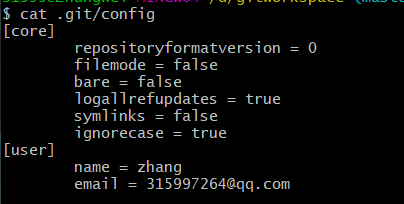 $ cat .git/config
[core]
        repositoryformatversion = 0
        filemode = false
        bare = false
        logallrefupdates = true
        symlinks = false
        ignorecase = true
[user]
        name = zhang
        email = 315997264@qq.com